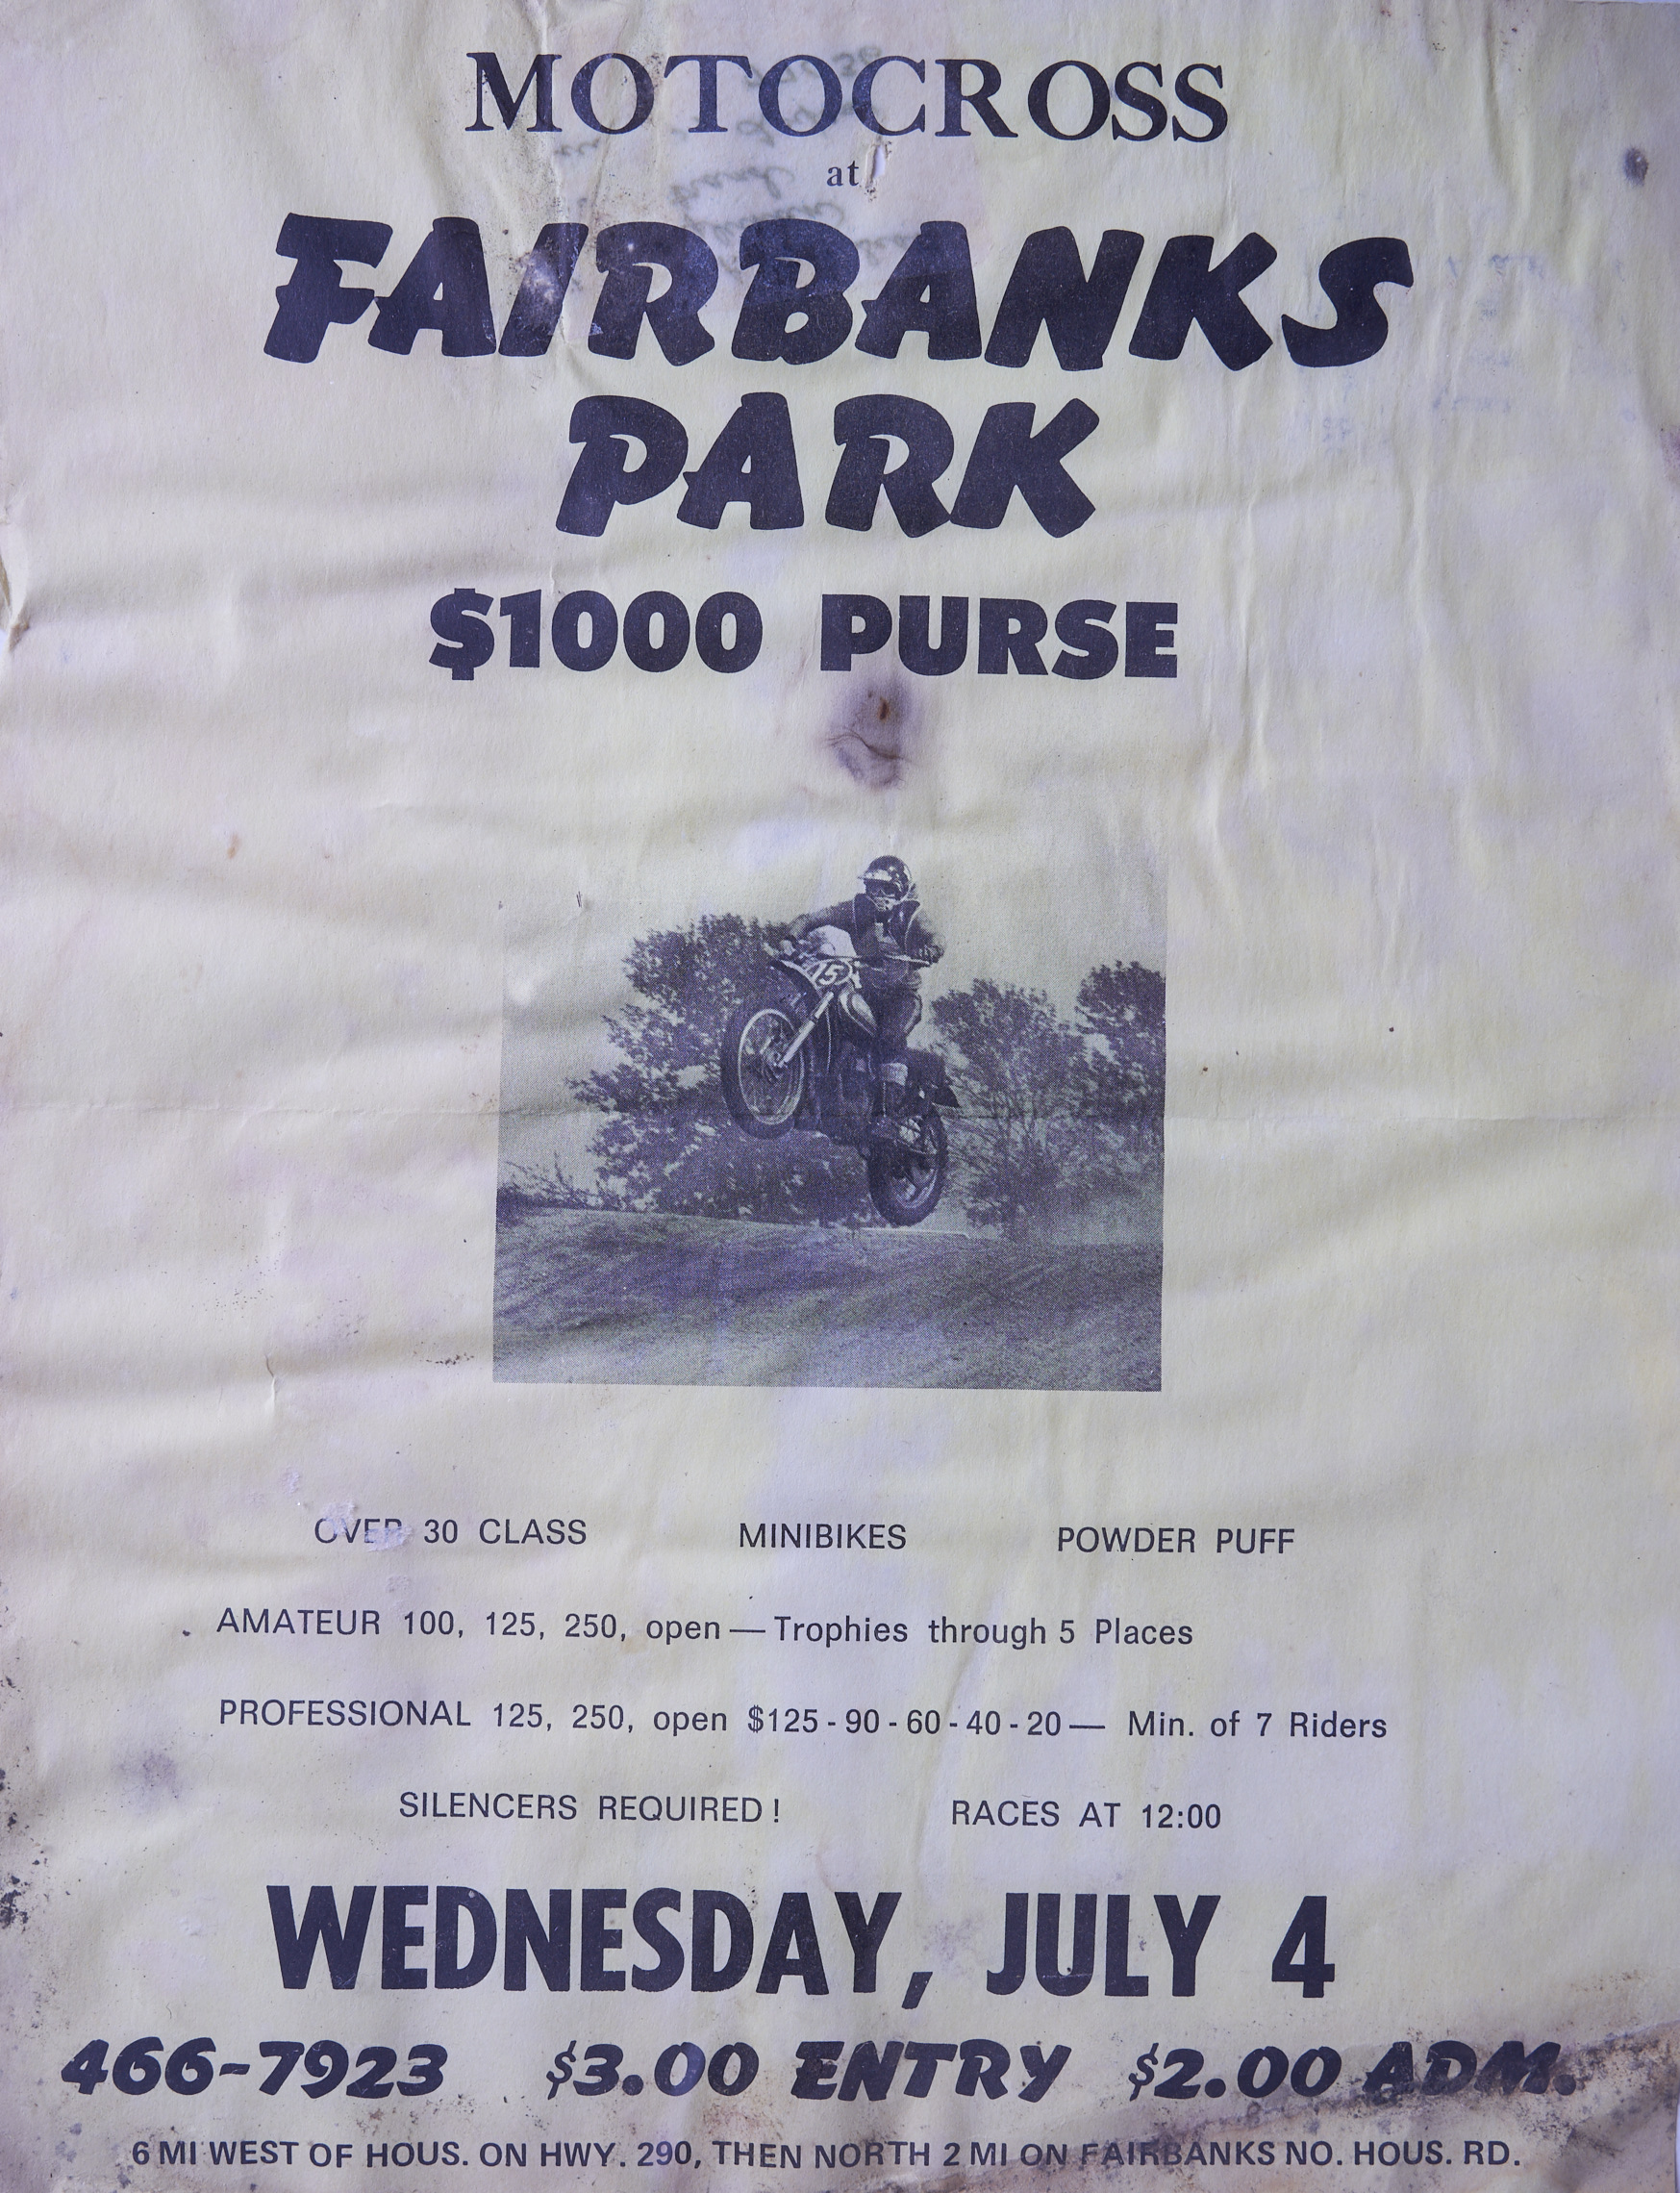 MOTOCROSS
at
FAIRBANKS
PARK
$1000 PURSE
15
OVER 30 CLASS MINIBIKES POWDER PUFF
AMATEUR 100, 125, 250, open — Trophies through 5 Places
PROFESSIONAL 125, 250, open $125 - 90 - 60 - 40 - 20 — Min. of 7 Riders
SILENCERS REQUIRED ! RACES AT 12:00
WEDNESDAY, JULY 4
466-7923 $3.00 ENTRY $2.00 ADM.
6 MI WEST OF HOUS. ON HWY. 290, THEN NORTH 2 MI ON FAIRBANKS NO. HOUS. RD.